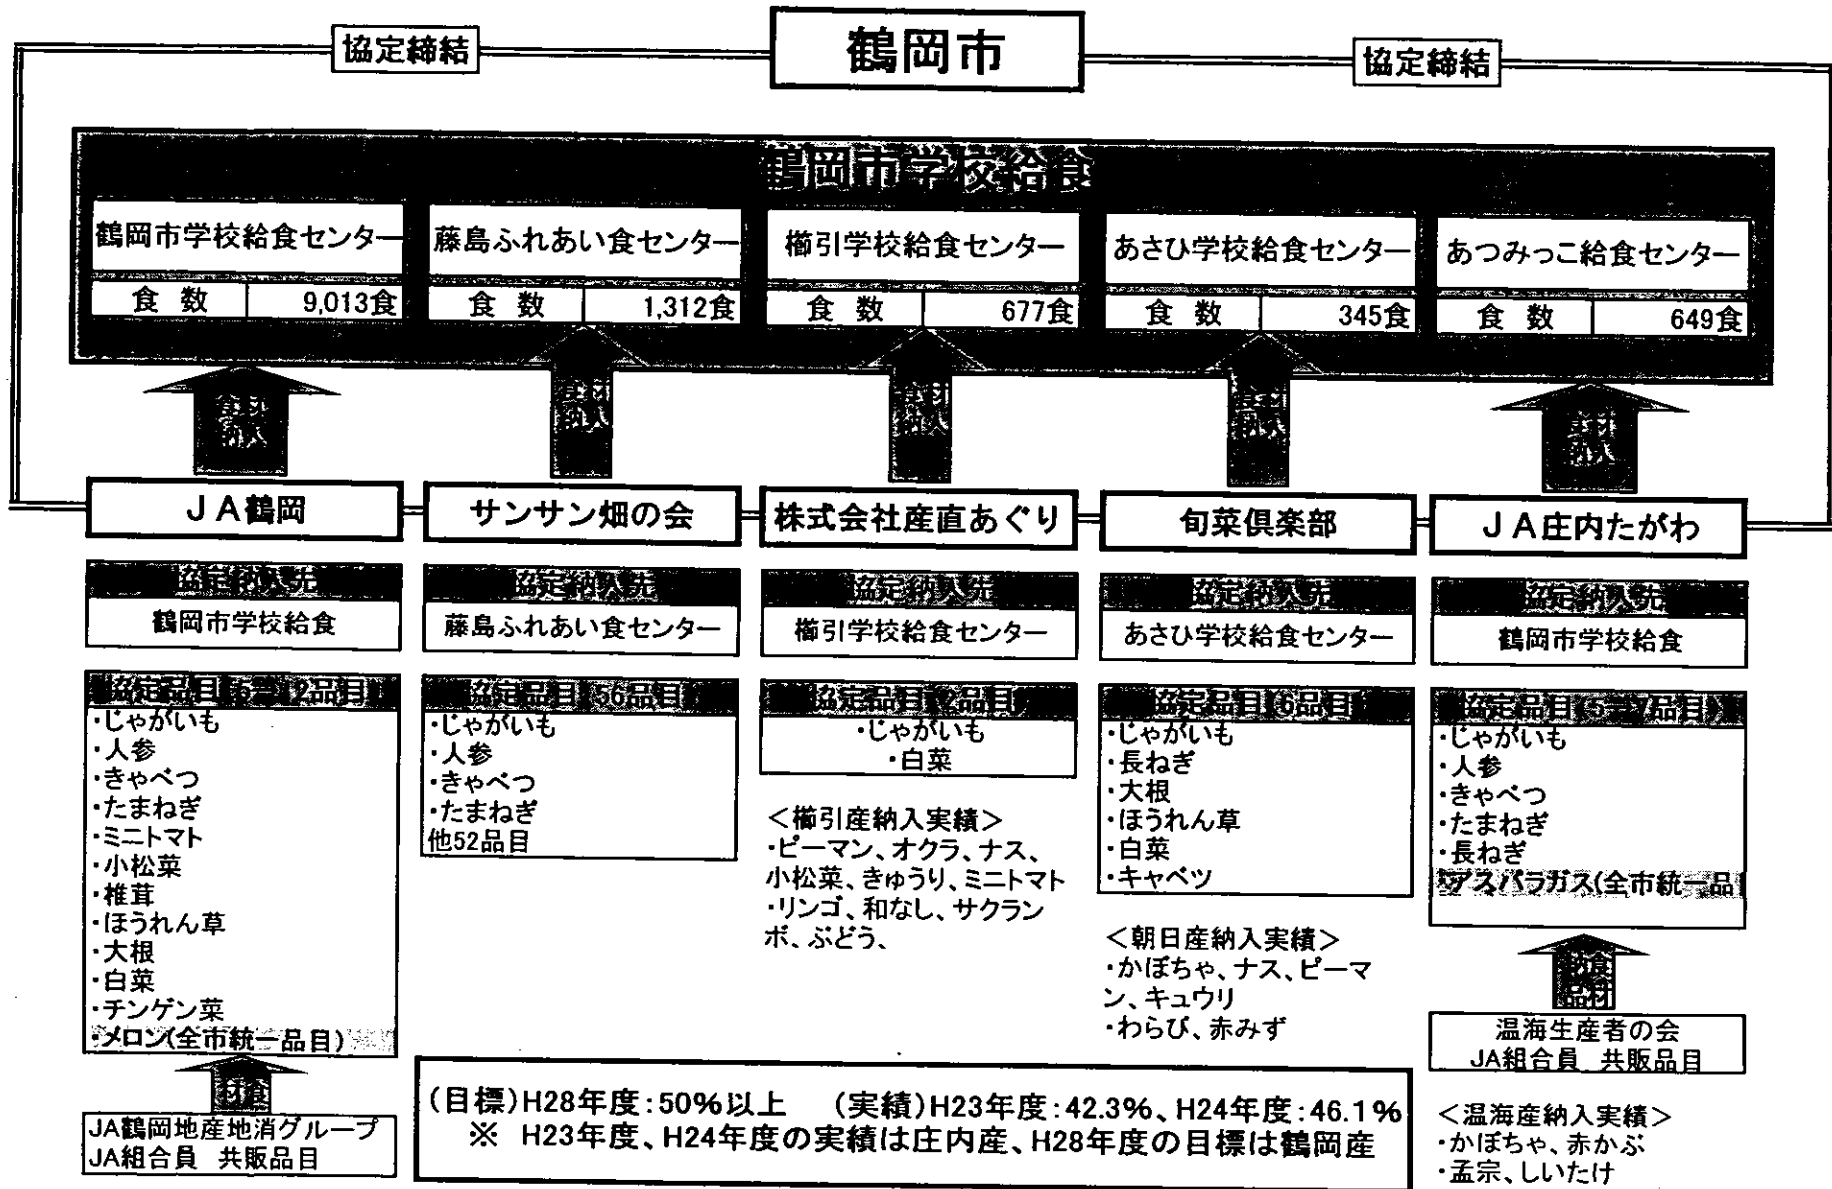 鶴岡市
協定締結
協定締結
鶴岡市学校給食
鶴岡市学校給食センター
藤島ふれあい食センター
櫛引学校給食センター
あさひ学校給食センター
あつみっこ給食センター
食 数 9,013食
食 数 1,312食
食 数 677食
食 数 345食
食 数 649食
食材
納入
食材
納入
食材
納入
食材
納入
食材
納入
JA鶴岡
サンサン畑の会
株式会社産直あぐり
旬菜倶楽部
JA庄内たがわ
協定納入先
鶴岡市学校給食
協定納入先
藤島ふれあい食センター
協定納入先
櫛引学校給食センター
協定納入先
あさひ学校給食センター
協定納入先
鶴岡市学校給食
・じゃがいも
・人参
・きゃべつ
・たまねぎ
・ミニトマト
・小松菜
・椎茸
・ほうれん草
・大根
・白菜
・チンゲン菜
・メロン(全市統一品目)
JA鶴岡地産地消グループ
JA組合員 共販品目
協定品目(56品目)
・じゃがいも
・人参
・きゃべつ
・たまねぎ
他52品目
協定品目(2品目)
・じゃがいも
・白菜
<櫛引産納入実績>
・ピーマン、オクラ、ナス、
小松菜、きゅうり、ミニトマト
・リンゴ、和なし、サクラン
ボ、ぶどう、
協定品目(6品目)
・じゃがいも
・長ねぎ
・大根
・ほうれん草
・白菜
・キャベツ
<朝日産納入実績>
・かぼちゃ、ナス、ピーマ
ン、キュウリ
・わらび、赤みず
・じゃがいも
・人参
・きゃべつ
・たまねぎ
・長ねぎ
・アスパラガス(全市統一品
温海生産者の会
JA組合員 共販品目
<温海産納入実績>
・かぼちゃ、赤かぶ
・孟宗、しいたけ
(目標)H28年度:50%以上 (実績)H23年度:42.3%、H24年度:46.1%
※ H23年度、H24年度の実績は庄内産、H28年度の目標は鶴岡産